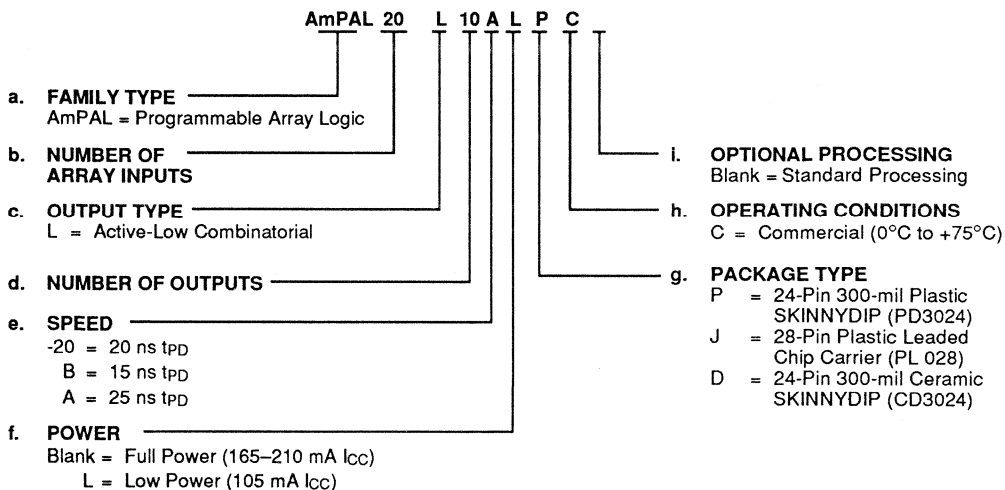 AmPAL 20 L 10 A L P C
a. FAMILY TYPE
AmPAL = Programmable Array Logic
b. NUMBER OF
ARRAY INPUTS
c. OUTPUT TYPE
L = Active-Low Combinatorial
d. NUMBER OF OUTPUTS
e. SPEED
-20 = 20 ns tPD
B = 15 ns tPD
A = 25 ns tPD
f. POWER
Blank = Full Power (165–210 mA ICC)
L = Low Power (105 mA ICC)
i. OPTIONAL PROCESSING
Blank = Standard Processing
h. OPERATING CONDITIONS
C = Commercial (0°C to +75°C)
g. PACKAGE TYPE
P = 24-Pin 300-mil Plastic
SKINNYDIP (PD3024)
J = 28-Pin Plastic Leaded
Chip Carrier (PL 028)
D = 24-Pin 300-mil Ceramic
SKINNYDIP (CD3024)